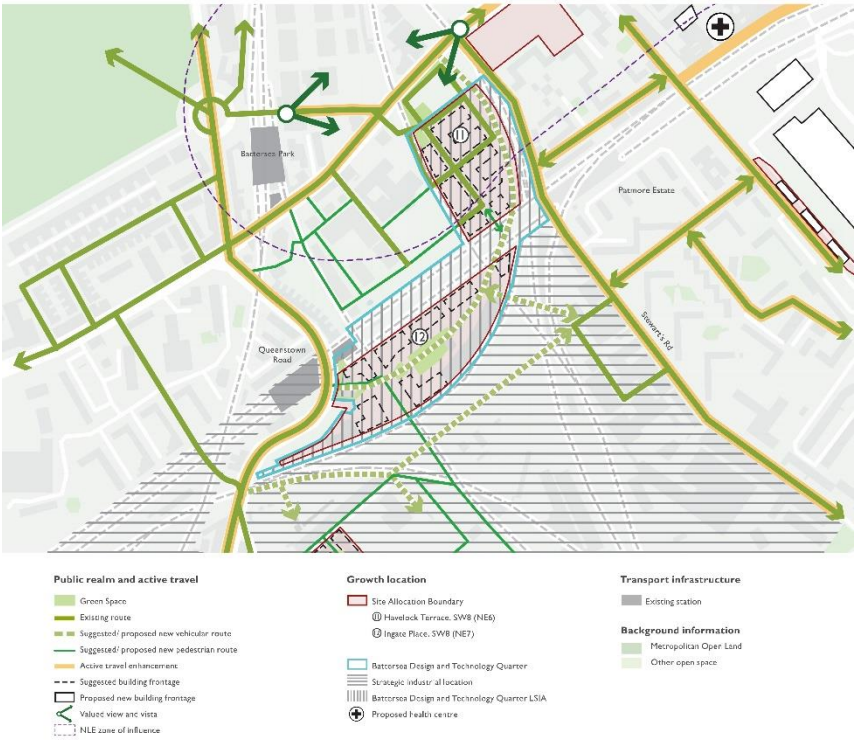 11
Battersea Park
Patmore Estate
Stewart's Rd
12
Queenstown
Road
Public realm and active travel
Green Space
Existing route
Suggested/ proposed new vehicular route
Suggested/ proposed new pedestrian route
Active travel enhancement
Suggested building frontage
Proposed new building frontage
Valued view and vista
NLE zone of influence
Growth location
Site Allocation Boundary
11 Havelock Terrace, SW8 (NE6)
12 Ingate Place, SW8 (NE7)
Battersea Design and Technology Quarter
Strategic industrial location
Battersea Design and Technology Quarter LSIA
Proposed health centre
Transport infrastructure
Existing station
Background information
Metropolitan Open Land
Other open space